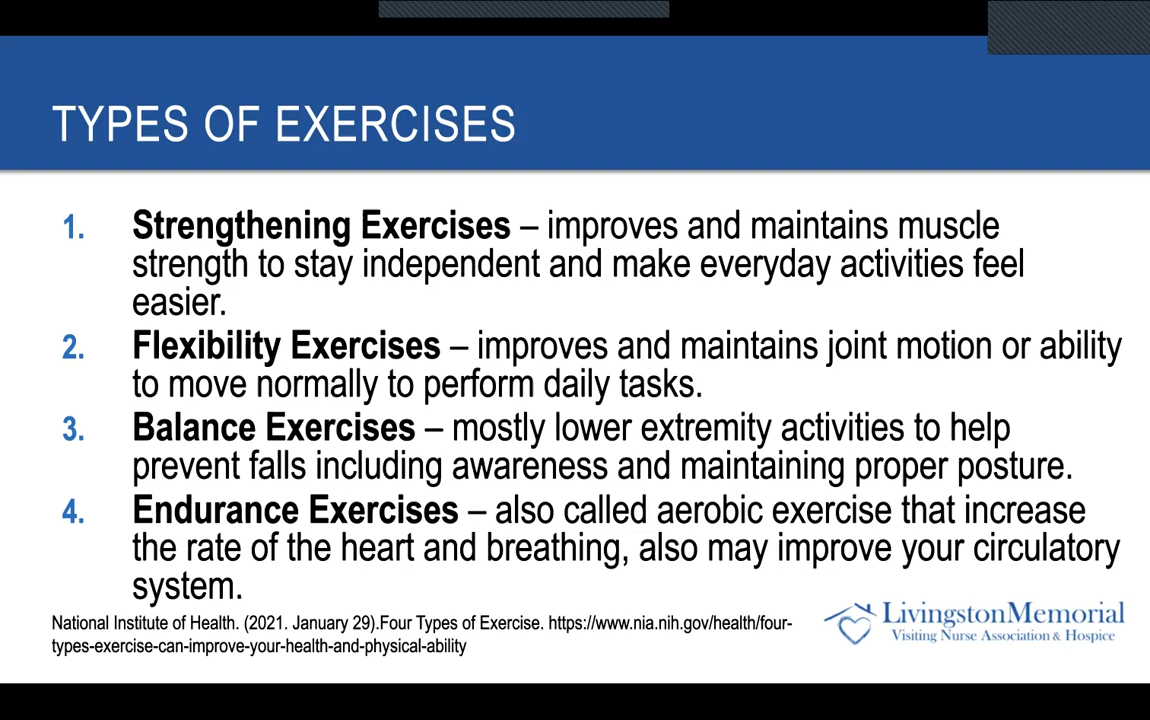 TYPES OF EXERCISES
1. Strengthening Exercises – improves and maintains muscle
strength to stay independent and make everyday activities feel
easier.
2. Flexibility Exercises – improves and maintains joint motion or ability
to move normally to perform daily tasks.
3. Balance Exercises – mostly lower extremity activities to help
prevent falls including awareness and maintaining proper posture.
4. Endurance Exercises – also called aerobic exercise that increase
the rate of the heart and breathing, also may improve your circulatory
system.
National Institute of Health. (2021. January 29).Four Types of Exercise. https://www.nia.nih.gov/health/four-
types-exercise-can-improve-your-health-and-physical-ability
LivingstonMemorial
Visiting Nurse Association & Hospice